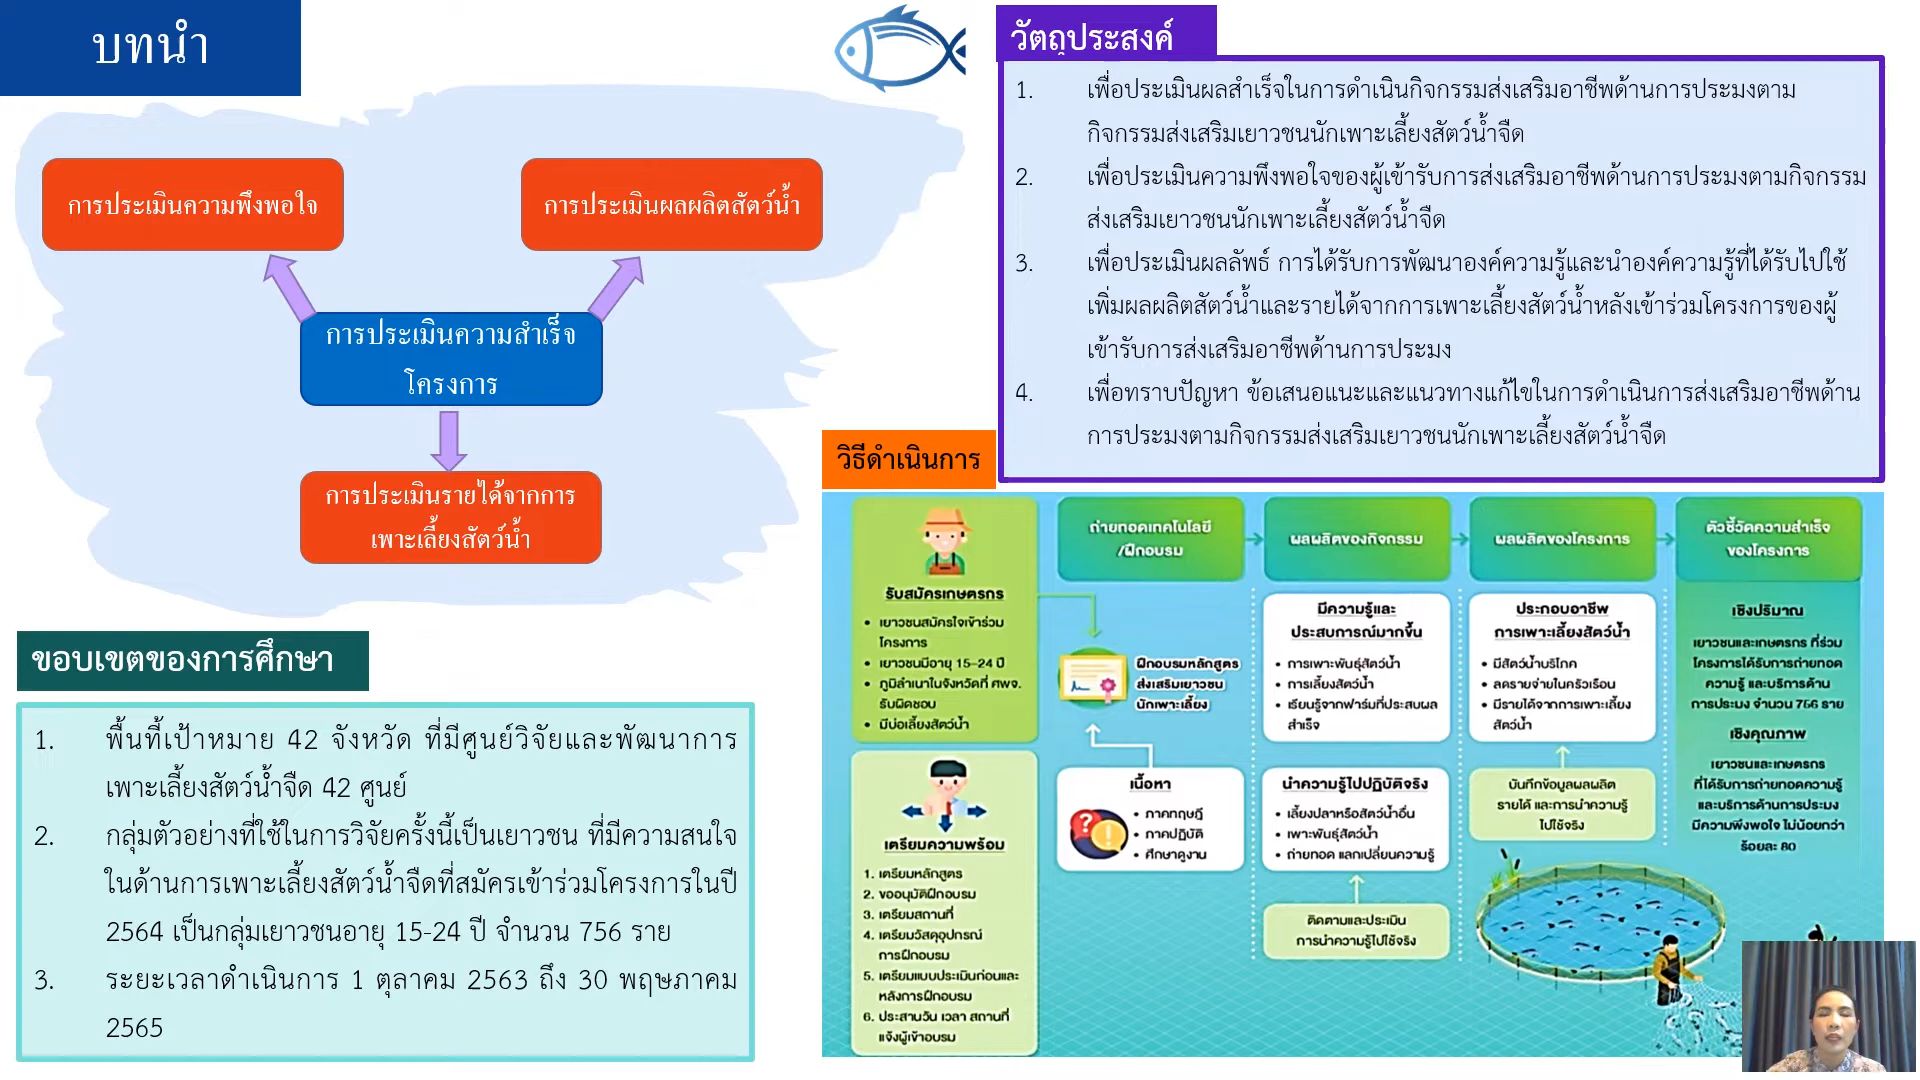 บทนำ
การประเมินความพึงพอใจ
การประเมินผลผลิตสัตว์น้ำ
การประเมินความสำเร็จ
โครงการ
การประเมินรายได้จากการ
เพาะเลี้ยงสัตว์น้ำ
ขอบเขตของการศึกษา
1. พื้นที่เป้าหมาย 42 จังหวัด ที่มีศูนย์วิจัยและพัฒนาการ
เพาะเลี้ยงสัตว์น้ำจืด 42 ศูนย์
2. กลุ่มตัวอย่างที่ใช้ในการวิจัยครั้งนี้เป็นเยาวชน ที่มีความสนใจ
ในด้านการเพาะเลี้ยงสัตว์น้ำจืดที่สมัครเข้าร่วมโครงการในปี
2564 เป็นกลุ่มเยาวชนอายุ 15-24 ปี จำนวน 756 ราย
3. ระยะเวลาดำเนินการ 1 ตุลาคม 2563 ถึง 30 พฤษภาคม
2565
วัตถุประสงค์
1. เพื่อประเมินผลสำเร็จในการดำเนินกิจกรรมส่งเสริมอาชีพด้านการประมงตาม
กิจกรรมส่งเสริมเยาวชนนักเพาะเลี้ยงสัตว์น้ำจืด
2. เพื่อประเมินความพึงพอใจของผู้เข้ารับการส่งเสริมอาชีพด้านการประมงตามกิจกรรม
ส่งเสริมเยาวชนนักเพาะเลี้ยงสัตว์น้ำจืด
3. เพื่อประเมินผลลัพธ์ การได้รับการพัฒนาองค์ความรู้และนำองค์ความรู้ที่ได้รับไปใช้
เพิ่มผลผลิตสัตว์น้ำและรายได้จากการเพาะเลี้ยงสัตว์น้ำหลังเข้าร่วมโครงการของผู้
เข้ารับการส่งเสริมอาชีพด้านการประมง
4. เพื่อทราบปัญหา ข้อเสนอแนะและแนวทางแก้ไขในการดำเนินการส่งเสริมอาชีพด้าน
การประมงตามกิจกรรมส่งเสริมเยาวชนนักเพาะเลี้ยงสัตว์น้ำจืด
วิธีดำเนินการ
รับสมัครเกษตรกร
• เยาวชนสมัครใจเข้าร่วม
โครงการ
• เยาวชนมีอายุ 15-24 ปี
• ภูมิลำเนาในจังหวัดที่ ศพจ.
รับผิดชอบ
• มีบ่อเลี้ยงสัตว์น้ำ
เตรียมความพร้อม
1. เตรียมหลักสูตร
2. ขออนุมัติฝึกอบรม
3. เตรียมสถานที่
4. เตรียมวัสดุอุปกรณ์
การฝึกอบรม
5. เตรียมแบบประเมินก่อนและ
หลังการฝึกอบรม
6. ประสานวัน เวลา สถานที่
แจ้งผู้เข้าอบรม
ถ่ายทอดเทคโนโลยี
/ฝึกอบรม
ฝึกอบรมหลักสูตร
ส่งเสริมเยาวชน
นักเพาะเลี้ยง
เนื้อหา
• ภาคทฤษฎี
• ภาคปฏิบัติ
• ศึกษาดูงาน
ผลผลิตของกิจกรรม
มีความรู้และ
ประสบการณ์มากขึ้น
• การเพาะพันธุ์สัตว์น้ำ
• การเลี้ยงสัตว์น้ำ
• เรียนรู้จากฟาร์มที่ประสบผล
สำเร็จ
นำความรู้ไปปฏิบัติจริง
• เลี้ยงปลาหรือสัตว์น้ำอื่น
• เพาะพันธุ์สัตว์น้ำ
• ถ่ายทอด แลกเปลี่ยนความรู้
ติดตามและประเมิน
การนำความรู้ไปใช้จริง
ผลผลิตของโครงการ
ประกอบอาชีพ
การเพาะเลี้ยงสัตว์น้ำ
• มีสัตว์น้ำบริโภค
• ลดรายจ่ายในครัวเรือน
• มีรายได้จากการเพาะเลี้ยง
สัตว์น้ำ
บันทึกข้อมูลผลผลิต
รายได้ และการนำความรู้
ไปใช้จริง
ตัวชี้วัดความสำเร็จ
ของโครงการ
เชิงปริมาณ
เยาวชนและเกษตรกร ที่ร่วม
โครงการได้รับการถ่ายทอด
ความรู้ และบริการด้าน
การประมง จำนวน 756 ราย
เชิงคุณภาพ
เยาวชนและเกษตรกร
ที่ได้รับการถ่ายทอดความรู้
และบริการด้านการประมง
มีความพึงพอใจ ไม่น้อยกว่า
ร้อยละ 80